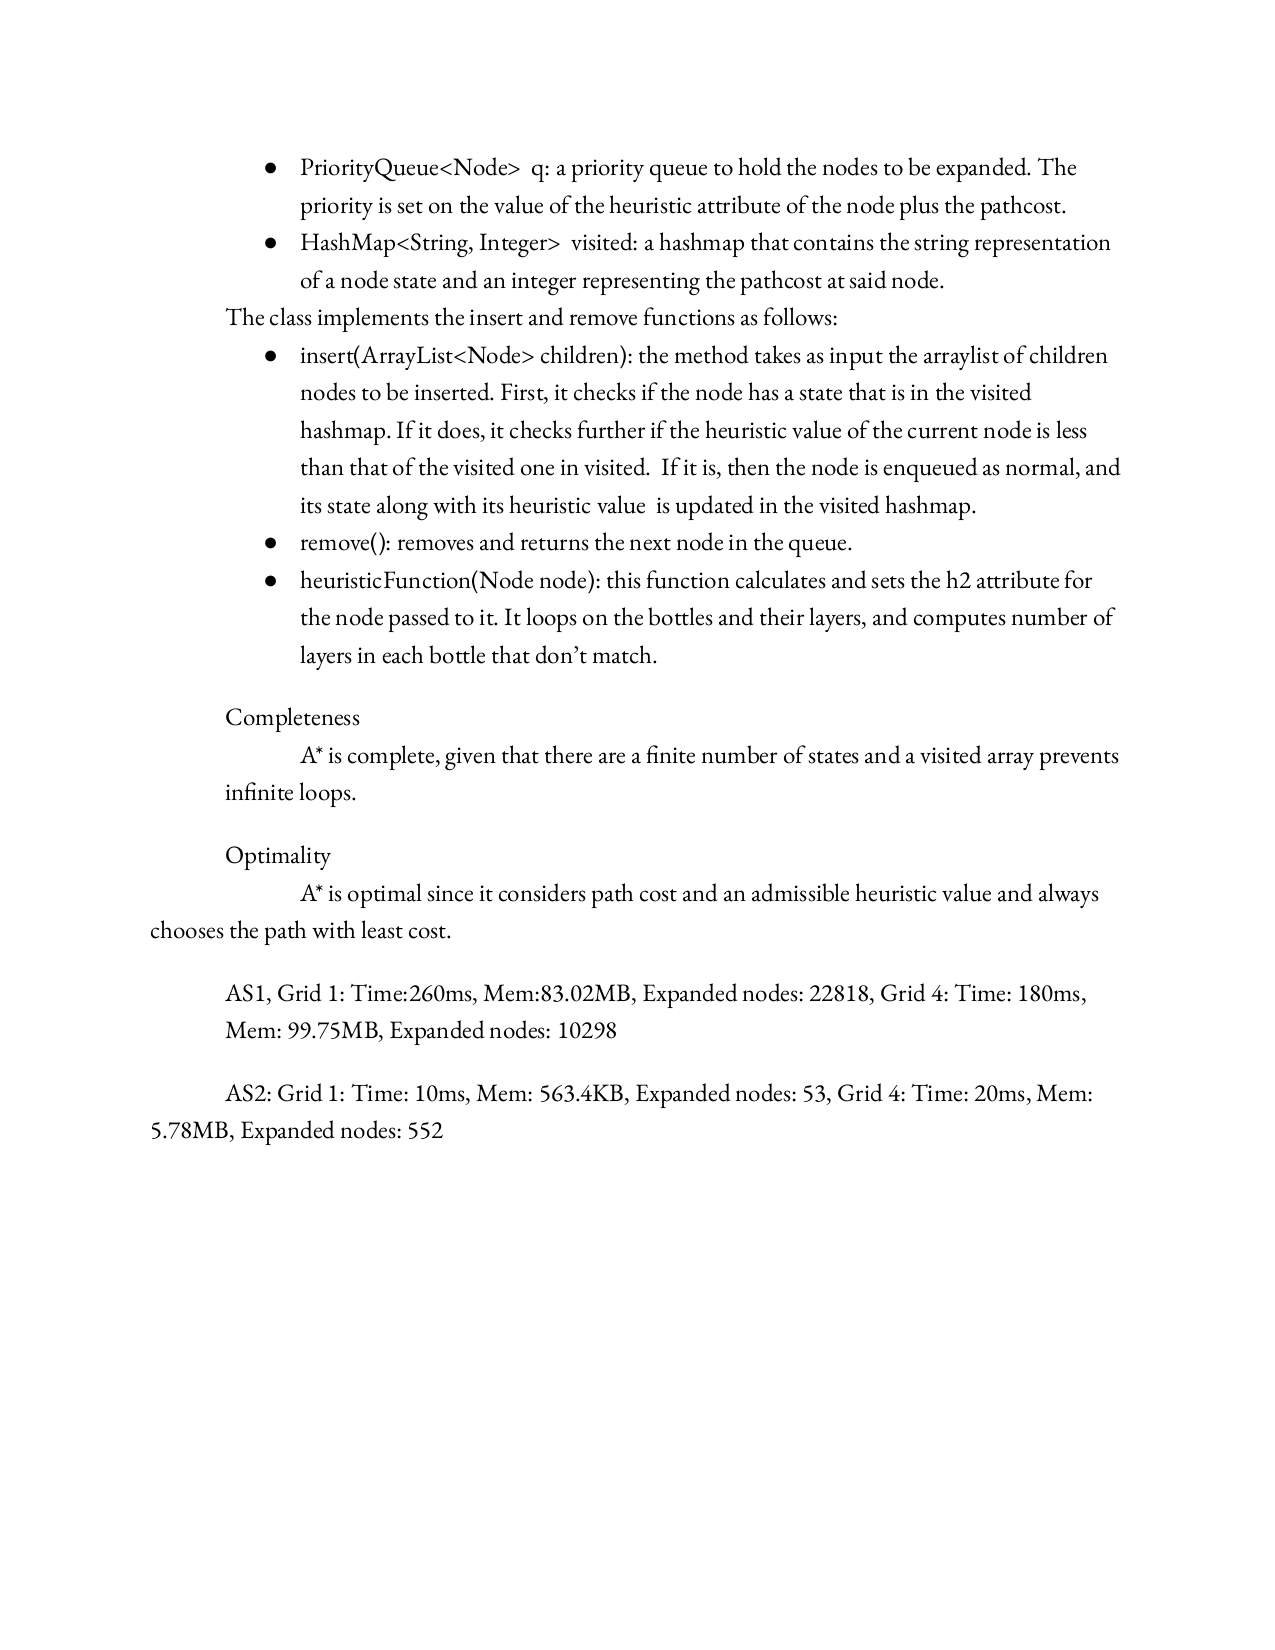 ● PriorityQueue<Node>  q: a priority queue to hold the nodes to be expanded. The
priority is set on the value of the heuristic attribute of the node plus the pathcost.
● HashMap<String, Integer>  visited: a hashmap that contains the string representation
of a node state and an integer representing the pathcost at said node.
The class implements the insert and remove functions as follows:
● insert(ArrayList<Node> children): the method takes as input the arraylist of children
nodes to be inserted. First, it checks if the node has a state that is in the visited
hashmap. If it does, it checks further if the heuristic value of the current node is less
than that of the visited one in visited.  If it is, then the node is enqueued as normal, and
its state along with its heuristic value  is updated in the visited hashmap.
● remove(): removes and returns the next node in the queue.
● heuristicFunction(Node node): this function calculates and sets the h2 attribute for
the node passed to it. It loops on the bottles and their layers, and computes number of
layers in each bottle that don’t match.
Completeness
A* is complete, given that there are a finite number of states and a visited array prevents
infinite loops.
Optimality
A* is optimal since it considers path cost and an admissible heuristic value and always
chooses the path with least cost.
AS1, Grid 1: Time:260ms, Mem:83.02MB, Expanded nodes: 22818, Grid 4: Time: 180ms,
Mem: 99.75MB, Expanded nodes: 10298
AS2: Grid 1: Time: 10ms, Mem: 563.4KB, Expanded nodes: 53, Grid 4: Time: 20ms, Mem:
5.78MB, Expanded nodes: 552